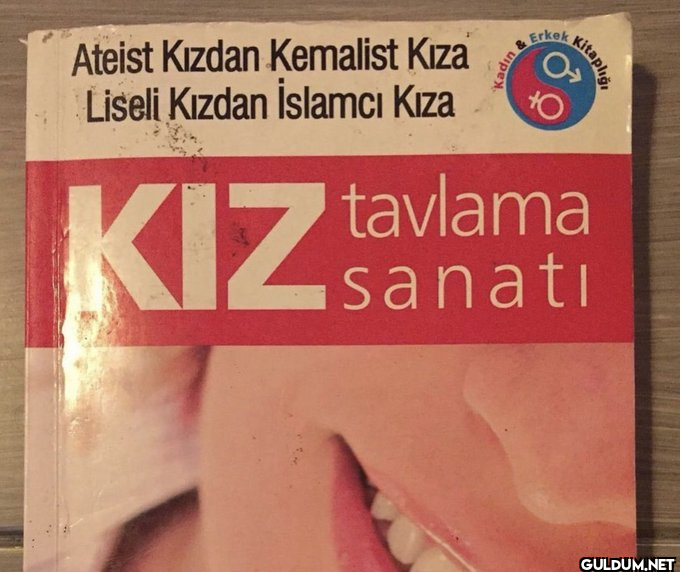 Ateist Kızdan Kemalist Kıza
Liseli Kızdan İslamcı Kıza
Kadın & Erkek Kitaplığı
KIZ tavlama
sanatı
GULDUM.NET